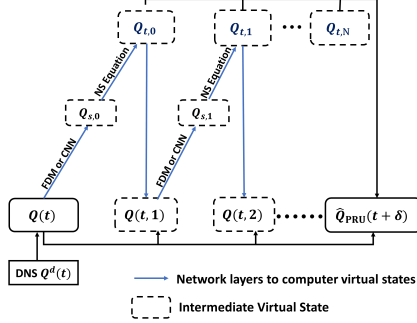 Q_{t,0} Q_{t,1} ••• Q_{t,N}
NS Equation NS Equation
Q_{s,0} Q_{s,1}
FDM or CNN FDM or CNN
Q(t) Q(t,1) Q(t,2) •••••• Q̂_{PRU}(t + δ)
DNS Q^d(t)
Network layers to computer virtual states
Intermediate Virtual State